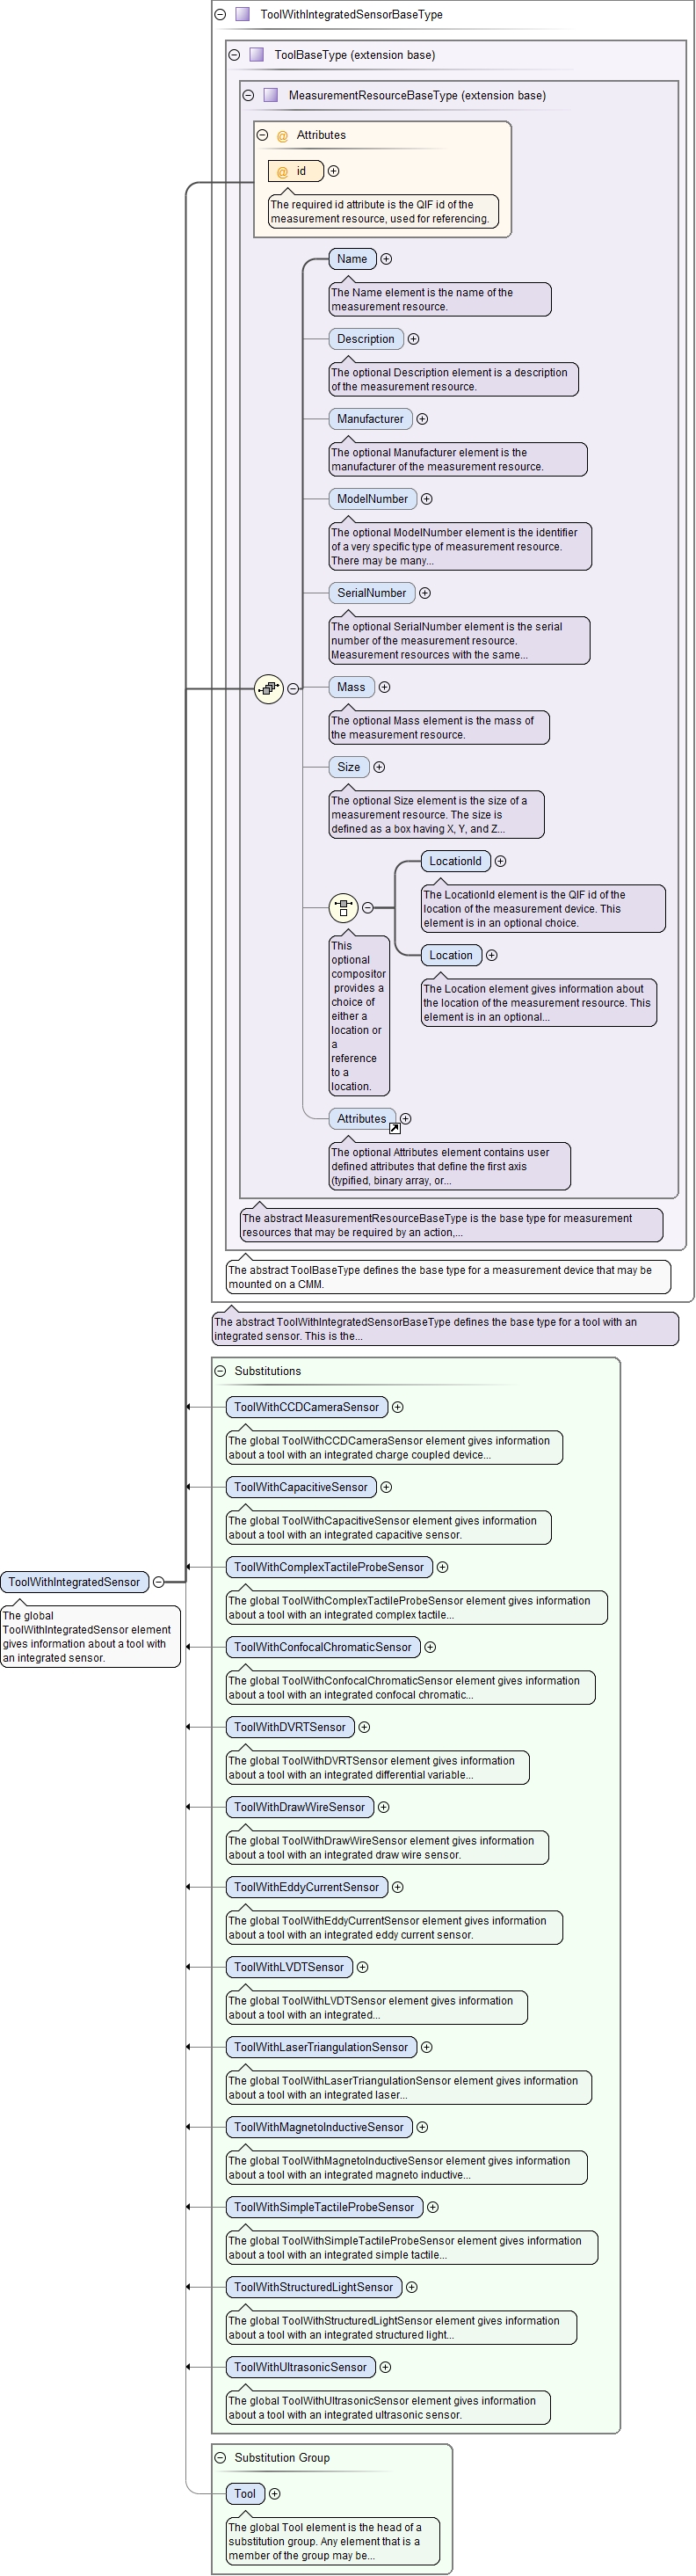 ToolWithIntegratedSensorBaseType
ToolBaseType (extension base)
MeasurementResourceBaseType (extension base)
@ Attributes
@ id
The required id attribute is the QIF id of the
measurement resource, used for referencing.
Name
The Name element is the name of the
measurement resource.
Description
The optional Description element is a description
of the measurement resource.
Manufacturer
The optional Manufacturer element is the
manufacturer of the measurement resource.
ModelNumber
The optional ModelNumber element is the identifier
of a very specific type of measurement resource.
There may be many...
SerialNumber
The optional SerialNumber element is the serial
number of the measurement resource.
Measurement resources with the same...
Mass
The optional Mass element is the mass of
the measurement resource.
Size
The optional Size element is the size of a
measurement resource. The size is
defined as a box having X, Y, and Z...
LocationId
The LocationId element is the QIF id of the
location of the measurement device. This
element is in an optional choice.
Location
The Location element gives information about
the location of the measurement resource. This
element is in an optional...
This
optional
compositor
provides a
choice of
either a
location or
a
reference
to a
location.
Attributes
The optional Attributes element contains user
defined attributes that define the first axis
(typified, binary array, or...
The abstract MeasurementResourceBaseType is the base type for measurement
resources that may be required by an action,...
The abstract ToolBaseType defines the base type for a measurement device that may be
mounted on a CMM.
The abstract ToolWithIntegratedSensorBaseType defines the base type for a tool with an
integrated sensor. This is the...
Substitutions
ToolWithCCDCameraSensor
The global ToolWithCCDCameraSensor element gives information
about a tool with an integrated charge coupled device...
ToolWithCapacitiveSensor
The global ToolWithCapacitiveSensor element gives information
about a tool with an integrated capacitive sensor.
ToolWithComplexTactileProbeSensor
The global ToolWithComplexTactileProbeSensor element gives information
about a tool with an integrated complex tactile...
ToolWithIntegratedSensor
The global
ToolWithIntegratedSensor element
gives information about a tool with
an integrated sensor.
ToolWithConfocalChromaticSensor
The global ToolWithConfocalChromaticSensor element gives information
about a tool with an integrated confocal chromatic...
ToolWithDVRTSensor
The global ToolWithDVRTSensor element gives information
about a tool with an integrated differential variable...
ToolWithDrawWireSensor
The global ToolWithDrawWireSensor element gives information
about a tool with an integrated draw wire sensor.
ToolWithEddyCurrentSensor
The global ToolWithEddyCurrentSensor element gives information
about a tool with an integrated eddy current sensor.
ToolWithLVDTSensor
The global ToolWithLVDTSensor element gives information
about a tool with an integrated...
ToolWithLaserTriangulationSensor
The global ToolWithLaserTriangulationSensor element gives information
about a tool with an integrated laser...
ToolWithMagnetoInductiveSensor
The global ToolWithMagnetoInductiveSensor element gives information
about a tool with an integrated magneto inductive...
ToolWithSimpleTactileProbeSensor
The global ToolWithSimpleTactileProbeSensor element gives information
about a tool with an integrated simple tactile...
ToolWithStructuredLightSensor
The global ToolWithStructuredLightSensor element gives information
about a tool with an integrated structured light...
ToolWithUltrasonicSensor
The global ToolWithUltrasonicSensor element gives information
about a tool with an integrated ultrasonic sensor.
Substitution Group
Tool
The global Tool element is the head of a
substitution group. Any element that is a
member of the group may be...